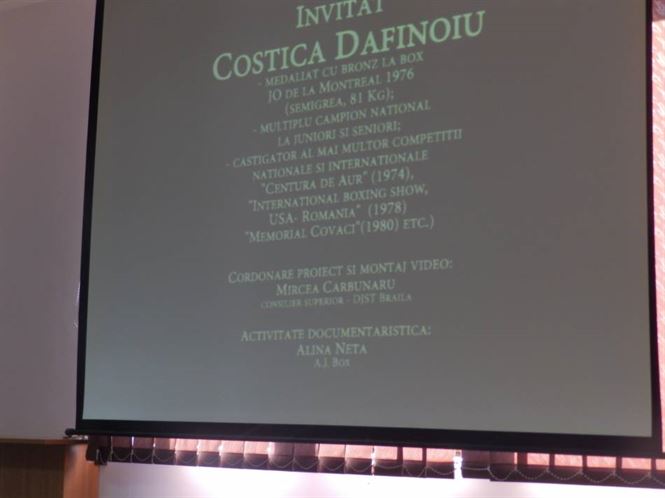 INVITAT
COSTICA DAFINOIU
- MEDALIAT CU BRONZ LA BOX
JO DE LA MONTREAL 1976
(SEMIGREA, 81 KG);
- MULTIPLU CAMPION NATIONAL
LA JUNIORI SI SENIORI;
- CASTIGATOR AL MAI MULTOR COMPETITII
NATIONALE SI INTERNATIONALE
"CENTURA DE AUR" (1974),
"INTERNATIONAL BOXING SHOW,
USA- ROMANIA" (1978)
"MEMORIAL COVACI"(1980) ETC.)
CORDONARE PROIECT SI MONTAJ VIDEO:
MIRCEA CARBUNARU
CONSILIER SUPERIOR - DJST BRAILA
ACTIVITATE DOCUMENTARISTICA:
ALINA NETA
A.J. BOX